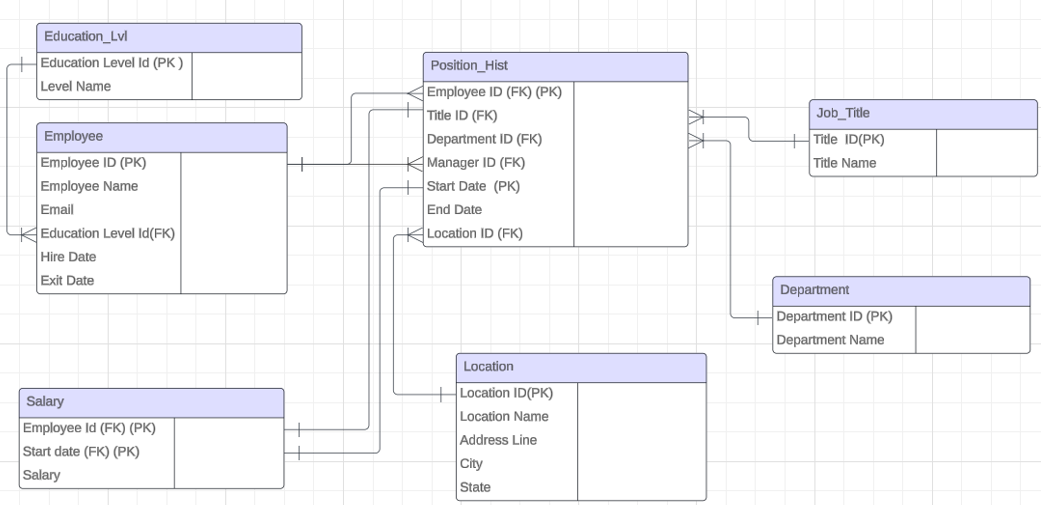 Education_Lvl
Education Level Id (PK )
Level Name
Employee
Employee ID (PK)
Employee Name
Email
Education Level Id(FK)
Hire Date
Exit Date
Salary
Employee Id (FK) (PK)
Start date (FK) (PK)
Salary
Position_Hist
Employee ID (FK) (PK)
Title ID (FK)
Department ID (FK)
Manager ID (FK)
Start Date  (PK)
End Date
Location ID (FK)
Location
Location ID(PK)
Location Name
Address Line
City
State
Job_Title
Title  ID(PK)
Title Name
Department
Department ID (PK)
Department Name